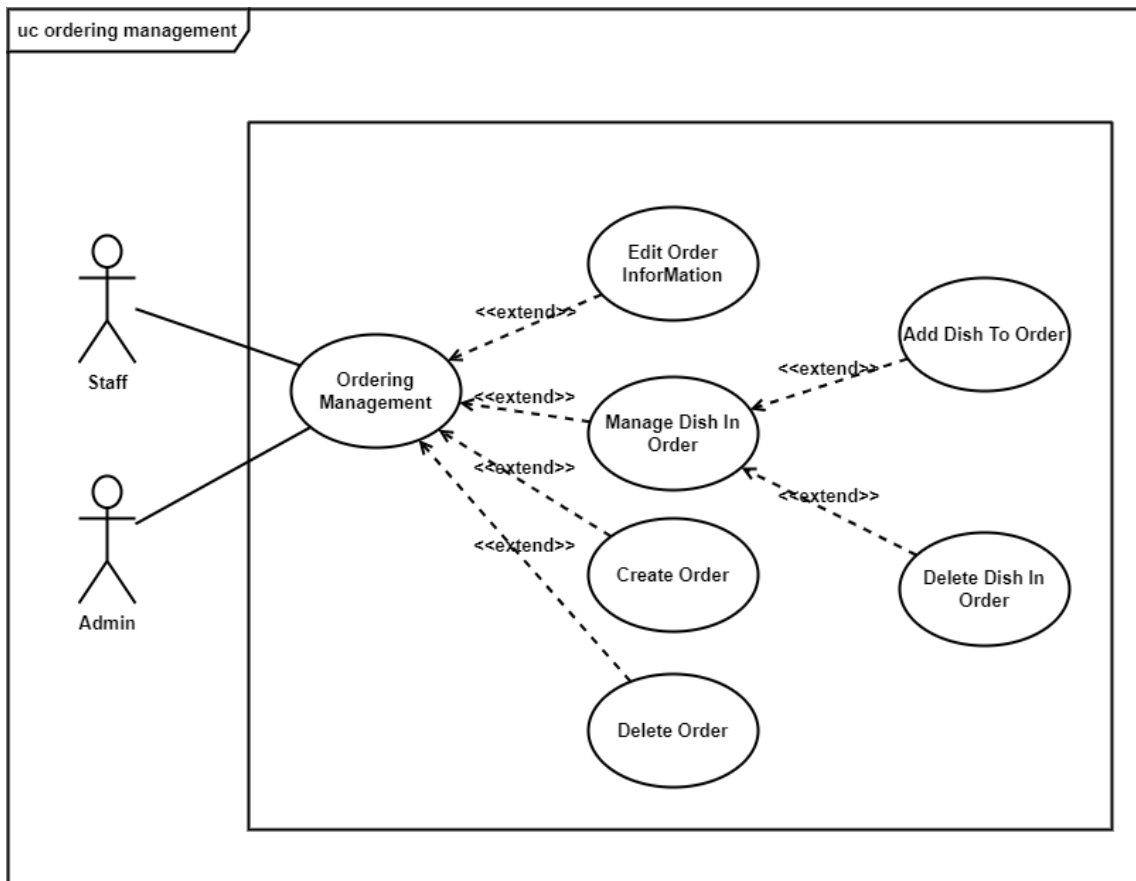 uc ordering management
Edit Order
InforMation
<<extend>>
Add Dish To Order
<<extend>>
Staff
Ordering
Management
<<extend>>
Manage Dish In
Order
<<extend>>
<<extend>>
<<extend>>
Create Order
Delete Dish In
Order
Admin
Delete Order